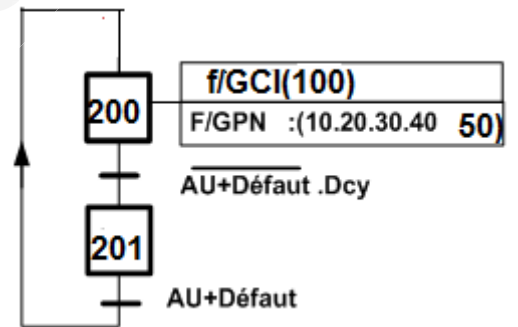 f/GCI(100)
200
F/GPN :(10.20.30.40 50)
AU+Défaut .Dcy
201
AU+Défaut